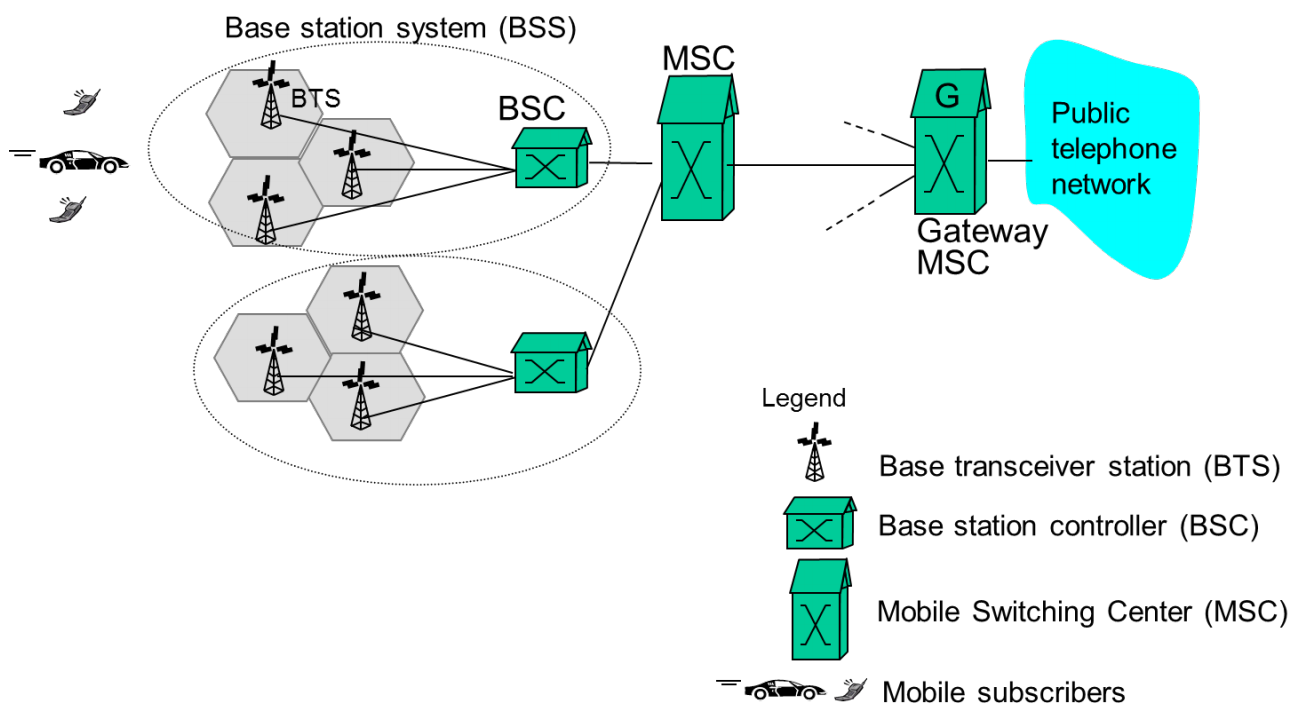 Base station system (BSS)
BTS
BSC
MSC
G
Gateway
MSC
Public
telephone
network
Legend
Base transceiver station (BTS)
Base station controller (BSC)
Mobile Switching Center (MSC)
Mobile subscribers